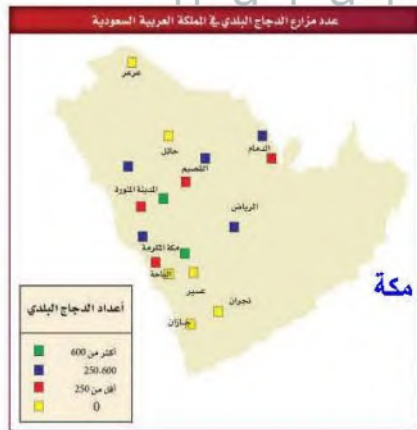 عدد مزارع الدجاج البلدي في المملكة العربية السعودية
عرعر
حائل
الدمام
القصيم
المدينة المنورة
الرياض
مكة المكرمة
مكة
الباحة
عسير
نجران
جازان
أعداد الدجاج البلدي
أكثر من 600
250-600
أقل من 250
0